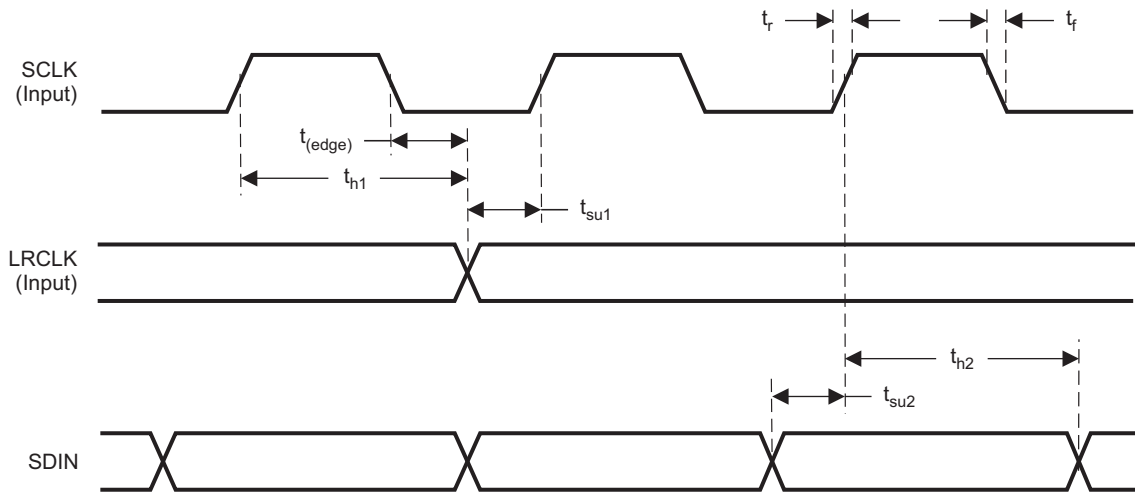 t_r
t_f
SCLK
(Input)
t_(edge)
t_h1
t_su1
LRCLK
(Input)
t_h2
t_su2
SDIN